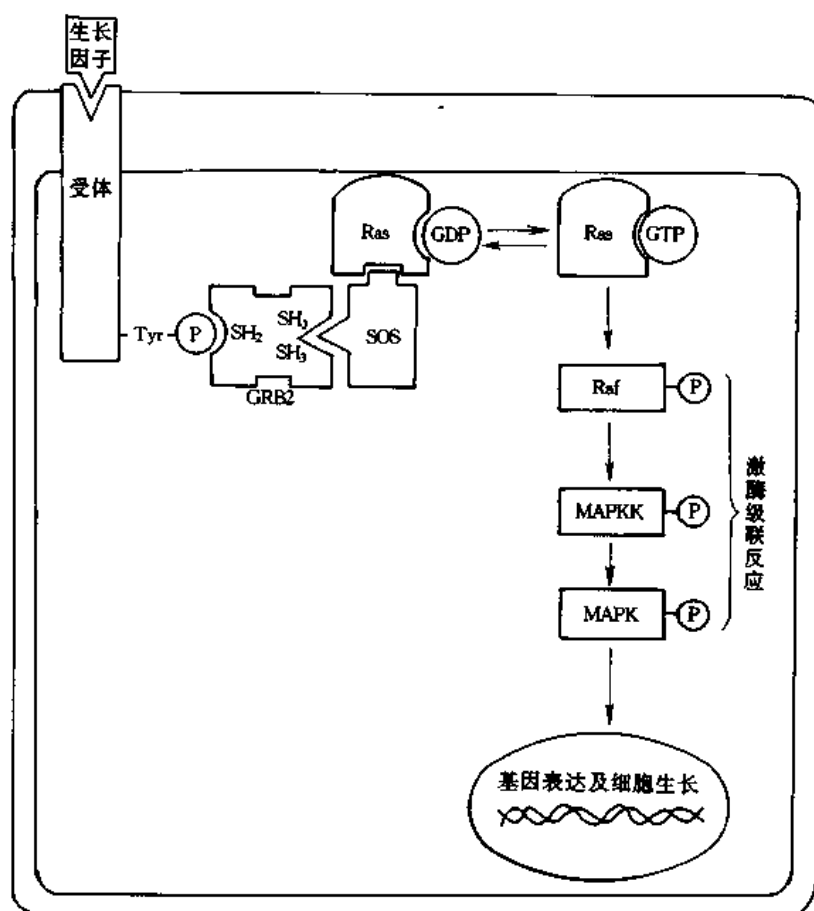 生长
因子
受体
Ras
GDP
Ras
GTP
Tyr
P
SH2
SH3
SH3
SOS
GRB2
Raf
P
MAPKK
P
MAPK
P
激酶级联反应
基因表达及细胞生长